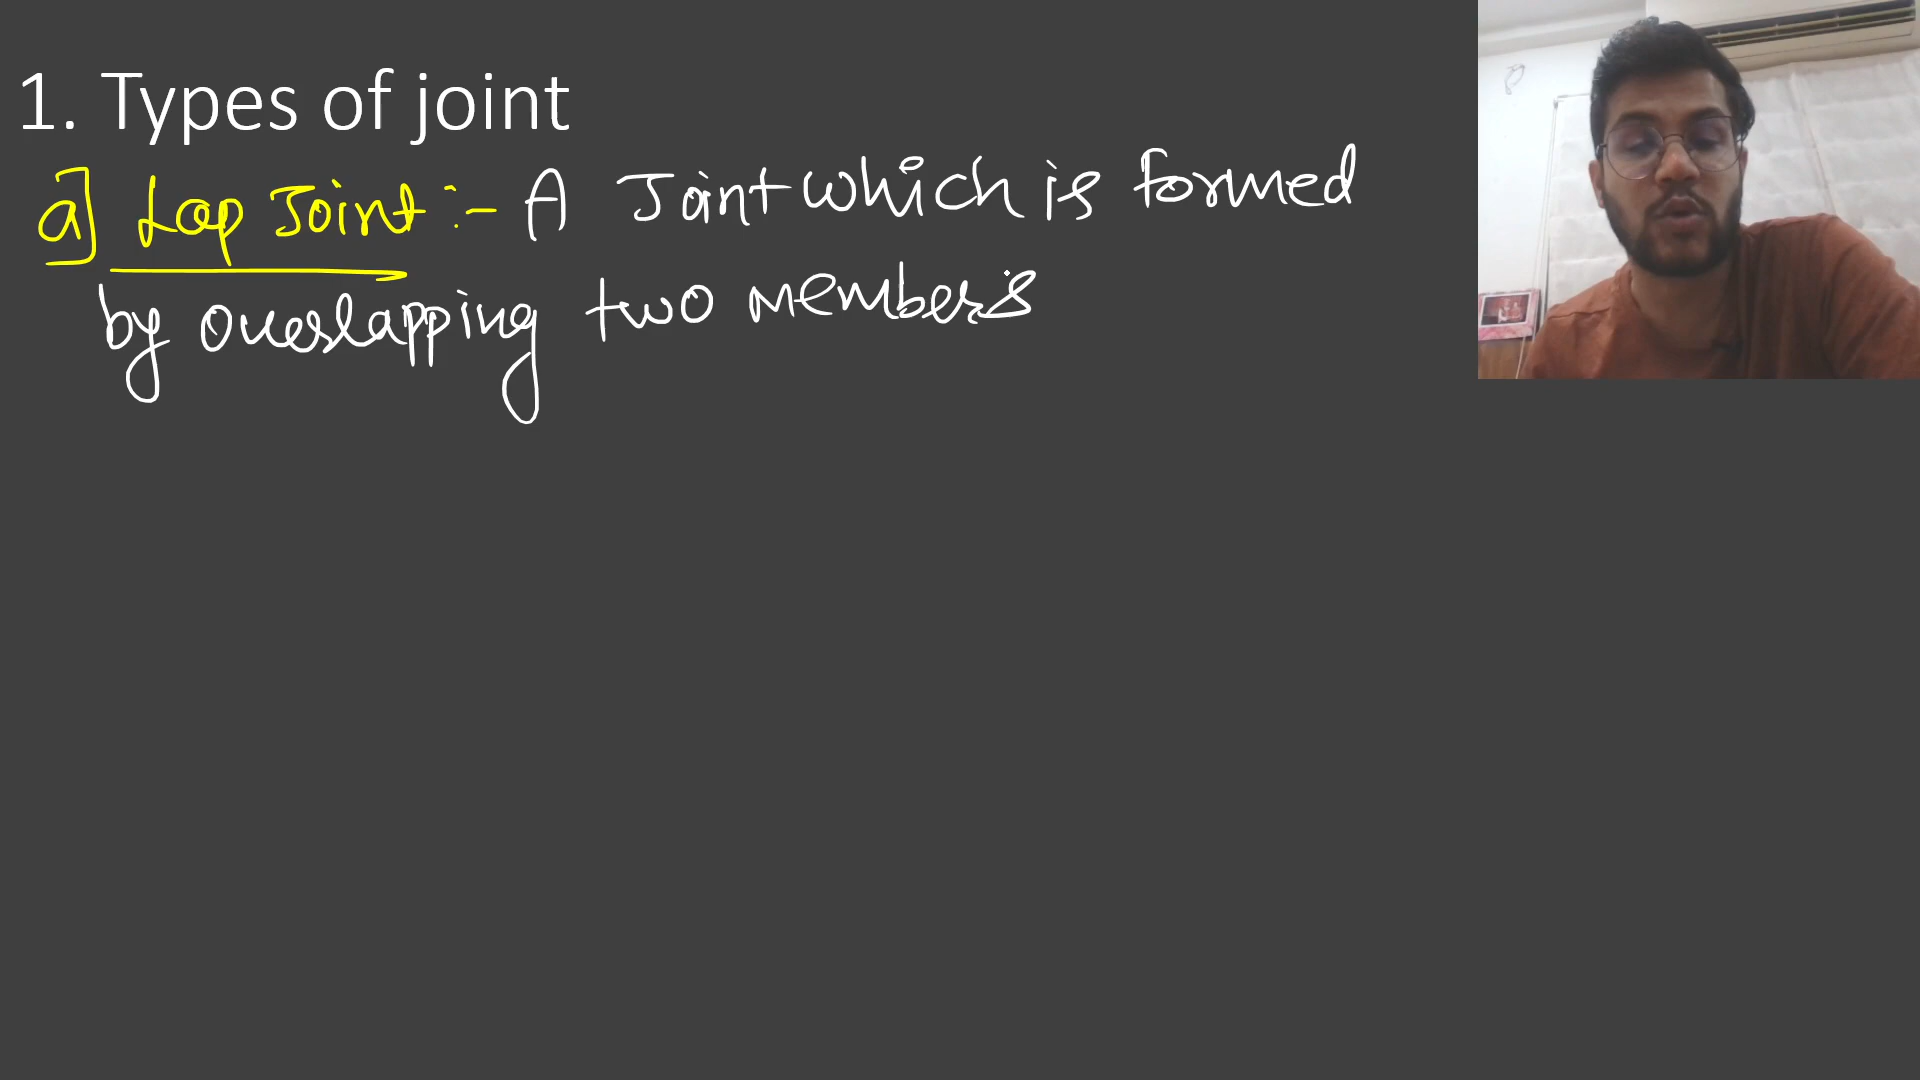 1. Types of joint
a] Lap Joint :- A Joint which is formed
by overlapping two members